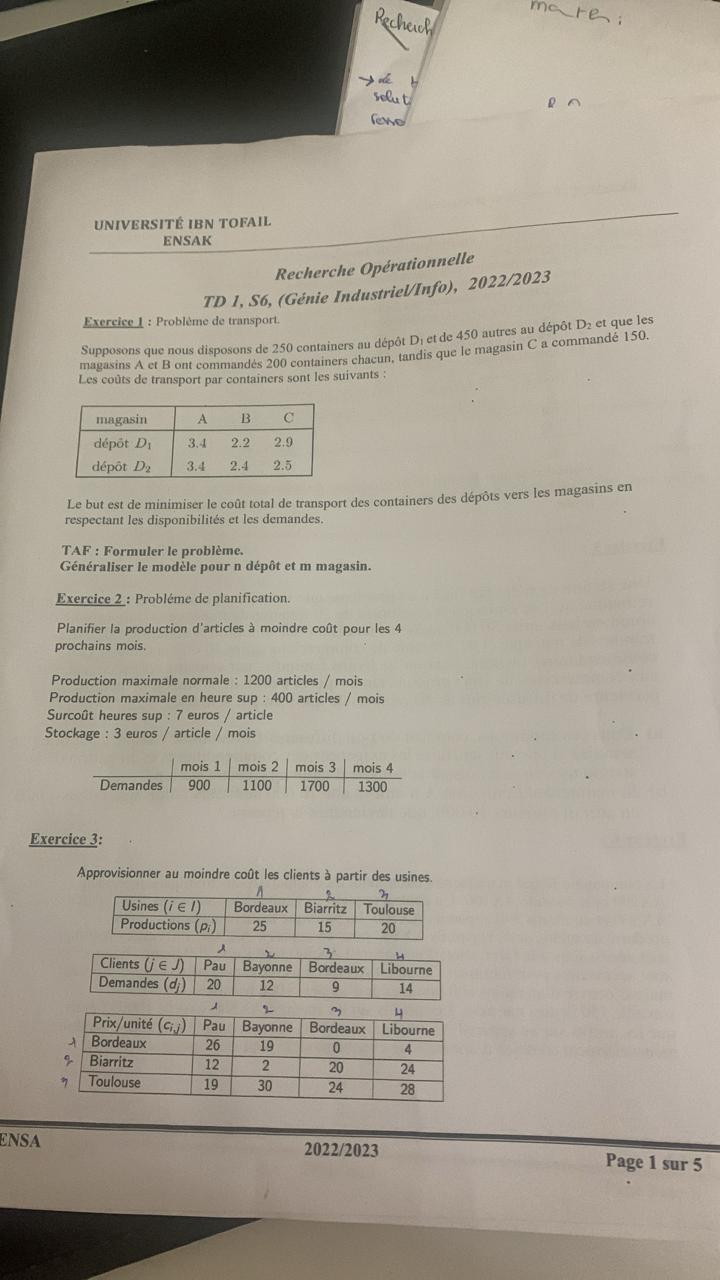 Recherch
→ de
solut
mare:
UNIVERSITÉ IBN TOFAIL
ENSAK
Recherche Opérationnelle
TD 1, S6, (Génie Industriel/Info), 2022/2023
Exercice 1 : Problème de transport.
Supposons que nous disposons de 250 containers au dépôt D1 et de 450 autres au dépôt D2 et que les
magasins A et B ont commandés 200 containers chacun, tandis que le magasin C a commandé 150.
Les coûts de transport par containers sont les suivants :
magasin A B C
dépôt D1 3.4 2.2 2.9
dépôt D2 3.4 2.4 2.5
Le but est de minimiser le coût total de transport des containers des dépôts vers les magasins en
respectant les disponibilités et les demandes.
TAF : Formuler le problème.
Généraliser le modèle pour n dépôt et m magasin.
Exercice 2 : Probléme de planification.
Planifier la production d'articles à moindre coût pour les 4
prochains mois.
Production maximale normale : 1200 articles / mois
Production maximale en heure sup : 400 articles / mois
Surcoût heures sup : 7 euros / article
Stockage : 3 euros / article / mois
mois 1 mois 2 mois 3 mois 4
Demandes 900 1100 1700 1300
Exercice 3:
Approvisionner au moindre coût les clients à partir des usines.
1 2 3
Usines (i ∈ I) Bordeaux Biarritz Toulouse
Productions (pi) 25 15 20
1 2 3 4
Clients (j ∈ J) Pau Bayonne Bordeaux Libourne
Demandes (dj) 20 12 9 14
1 2 3 4
Prix/unité (ci,j) Pau Bayonne Bordeaux Libourne
1 Bordeaux 26 19 0 4
2 Biarritz 12 2 20 24
3 Toulouse 19 30 24 28
ENSA
2022/2023
Page 1 sur 5